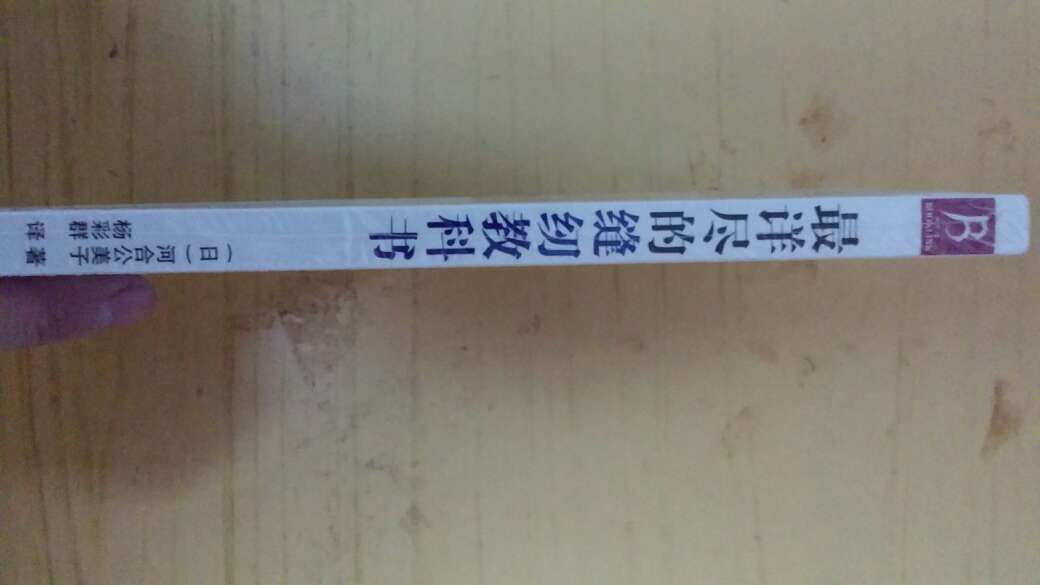 最详尽的缝纫教科书
（日）河合公美子 著
杨彩群 译